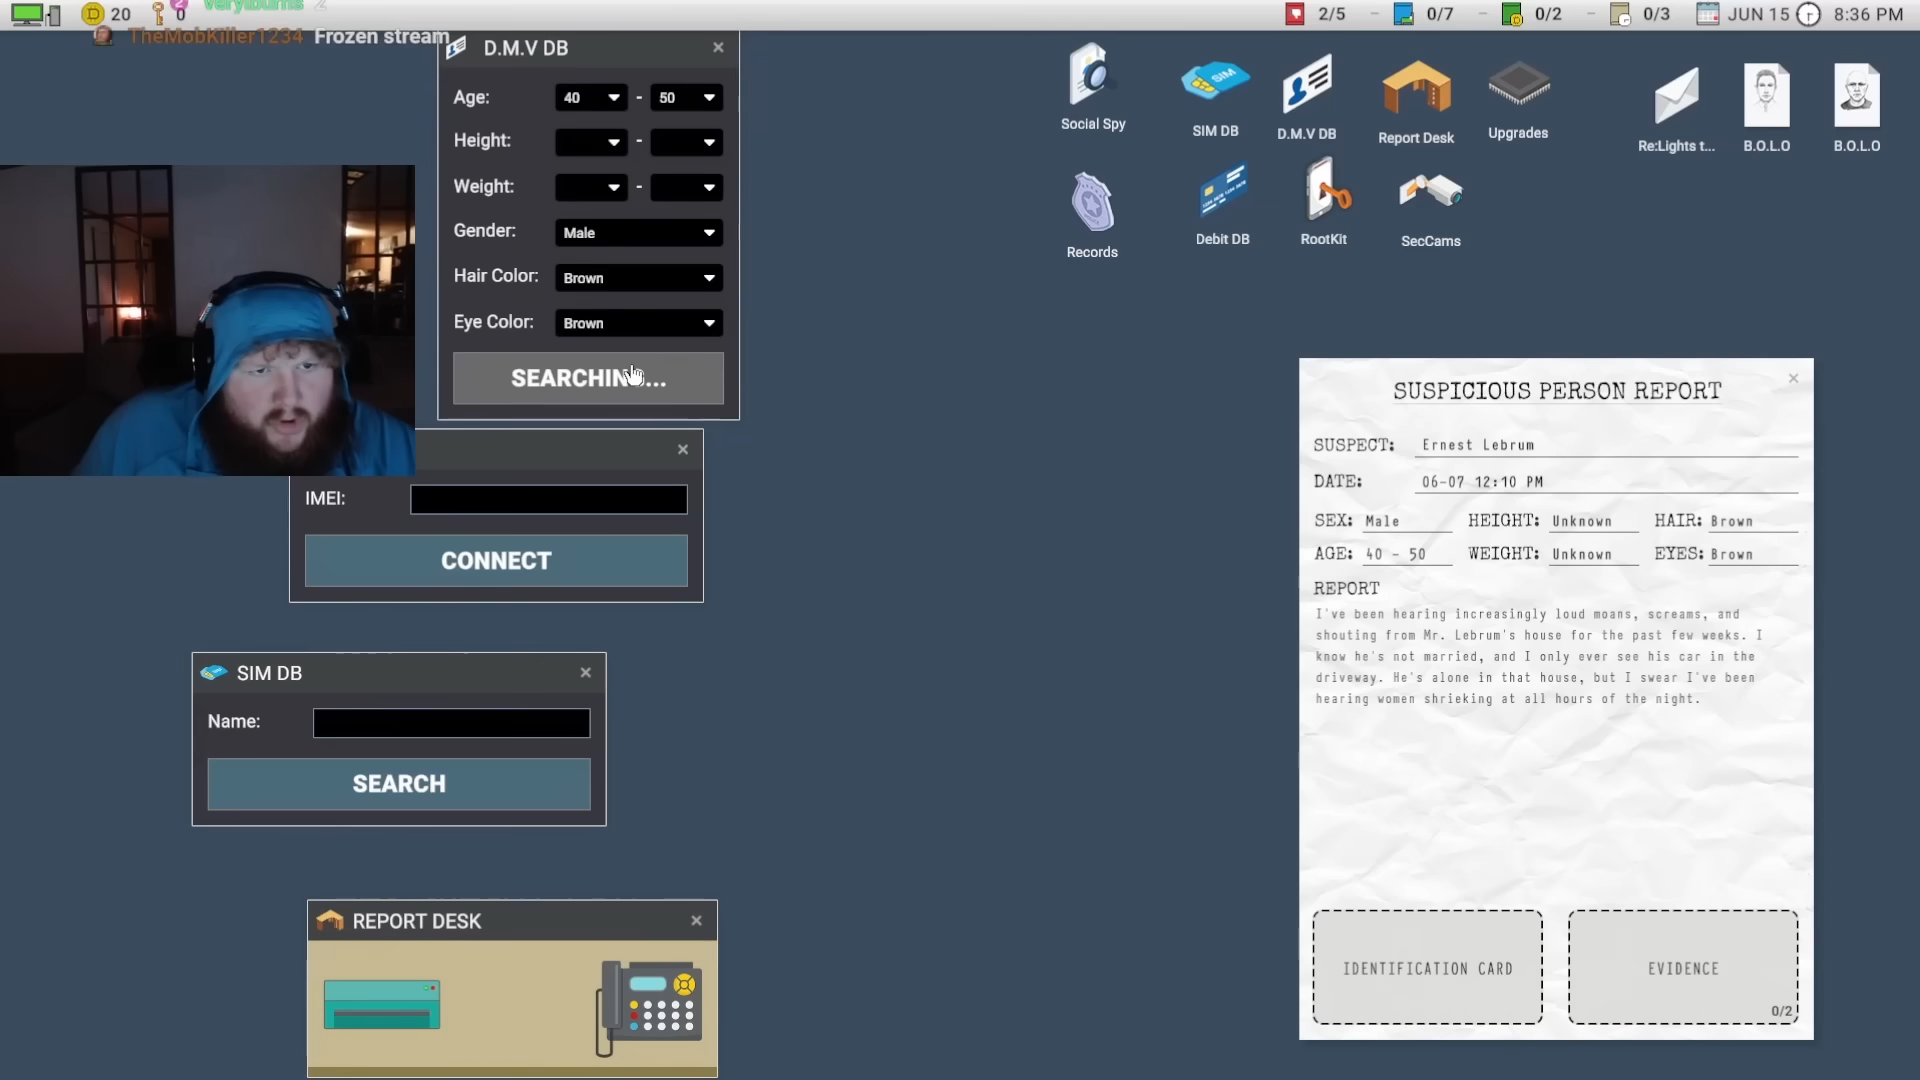 20
2
0
verylburns 2
TheMobKiller1234 Frozen stream
2/5
0/7
0/2
0/3
JUN 15
8:36 PM
D.M.V DB
Age: 40 - 50
Height: -
Weight: -
Gender: Male
Hair Color: Brown
Eye Color: Brown
SEARCHIN...
IMEI:
CONNECT
SIM DB
Name:
SEARCH
REPORT DESK
Social Spy
SIM DB
D.M.V DB
Report Desk
Upgrades
Re:Lights t...
B.O.L.O
B.O.L.O
Records
Debit DB
RootKit
SecCams
SUSPICIOUS PERSON REPORT
SUSPECT: Ernest Lebrum
DATE: 06-07 12:10 PM
SEX: Male HEIGHT: Unknown HAIR: Brown
AGE: 40 - 50 WEIGHT: Unknown EYES: Brown
REPORT
I've been hearing increasingly loud moans, screams, and
shouting from Mr. Lebrum's house for the past few weeks. I
know he's not married, and I only ever see his car in the
driveway. He's alone in that house, but I swear I've been
hearing women shrieking at all hours of the night.
IDENTIFICATION CARD
EVIDENCE
0/2